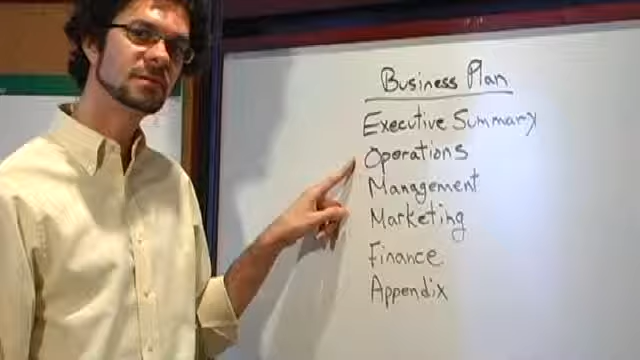 Business Plan
Executive Summary
Operations
Management
Marketing
Finance
Appendix